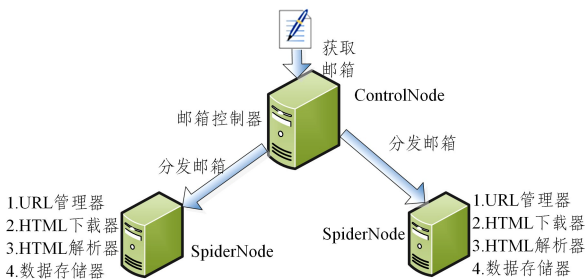 获取
邮箱
ControlNode
邮箱控制器
分发邮箱
分发邮箱
1.URL管理器
2.HTML下载器
3.HTML解析器
4.数据存储器
SpiderNode
SpiderNode
1.URL管理器
2.HTML下载器
3.HTML解析器
4.数据存储器